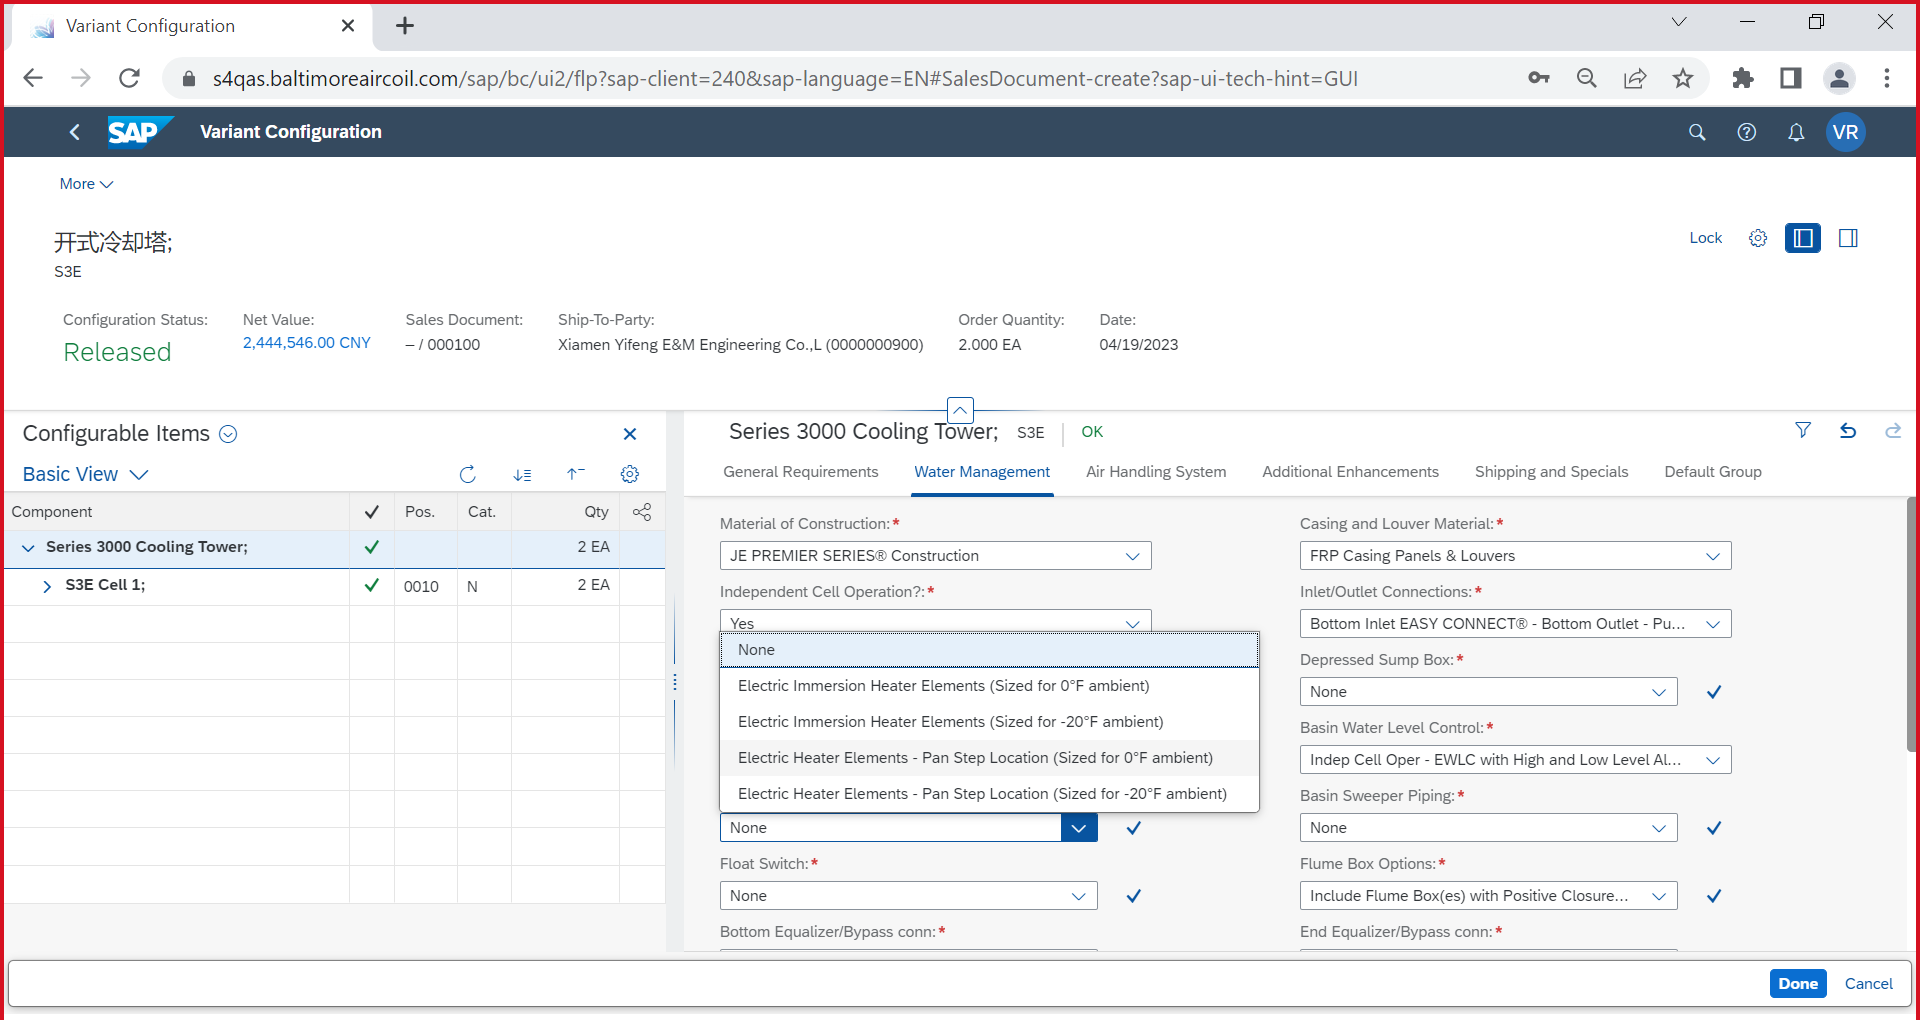 Variant Configuration
s4qas.baltimoreaircoil.com/sap/bc/ui2/flp?sap-client=240&sap-language=EN#SalesDocument-create?sap-ui-tech-hint=GUI
SAP
Variant Configuration
VR
More
开式冷却塔;
S3E
Lock
Configuration Status:
Released
Net Value:
2,444,546.00 CNY
Sales Document:
– / 000100
Ship-To-Party:
Xiamen Yifeng E&M Engineering Co.,L (0000000900)
Order Quantity:
2.000 EA
Date:
04/19/2023
Configurable Items
Basic View
Component
Pos.
Cat.
Qty
Series 3000 Cooling Tower;
2 EA
S3E Cell 1;
0010
N
2 EA
Series 3000 Cooling Tower;
S3E
OK
General Requirements
Water Management
Air Handling System
Additional Enhancements
Shipping and Specials
Default Group
Material of Construction:*
JE PREMIER SERIES® Construction
Casing and Louver Material:*
FRP Casing Panels & Louvers
Independent Cell Operation?:*
Yes
Inlet/Outlet Connections:*
Bottom Inlet EASY CONNECT® - Bottom Outlet - Pu...
None
Electric Immersion Heater Elements (Sized for 0°F ambient)
Electric Immersion Heater Elements (Sized for -20°F ambient)
Electric Heater Elements - Pan Step Location (Sized for 0°F ambient)
Electric Heater Elements - Pan Step Location (Sized for -20°F ambient)
Depressed Sump Box:*
None
Basin Water Level Control:*
Indep Cell Oper - EWLC with High and Low Level Al...
None
Basin Sweeper Piping:*
None
Float Switch:*
None
Flume Box Options:*
Include Flume Box(es) with Positive Closure...
Bottom Equalizer/Bypass conn:*
End Equalizer/Bypass conn:*
Done
Cancel